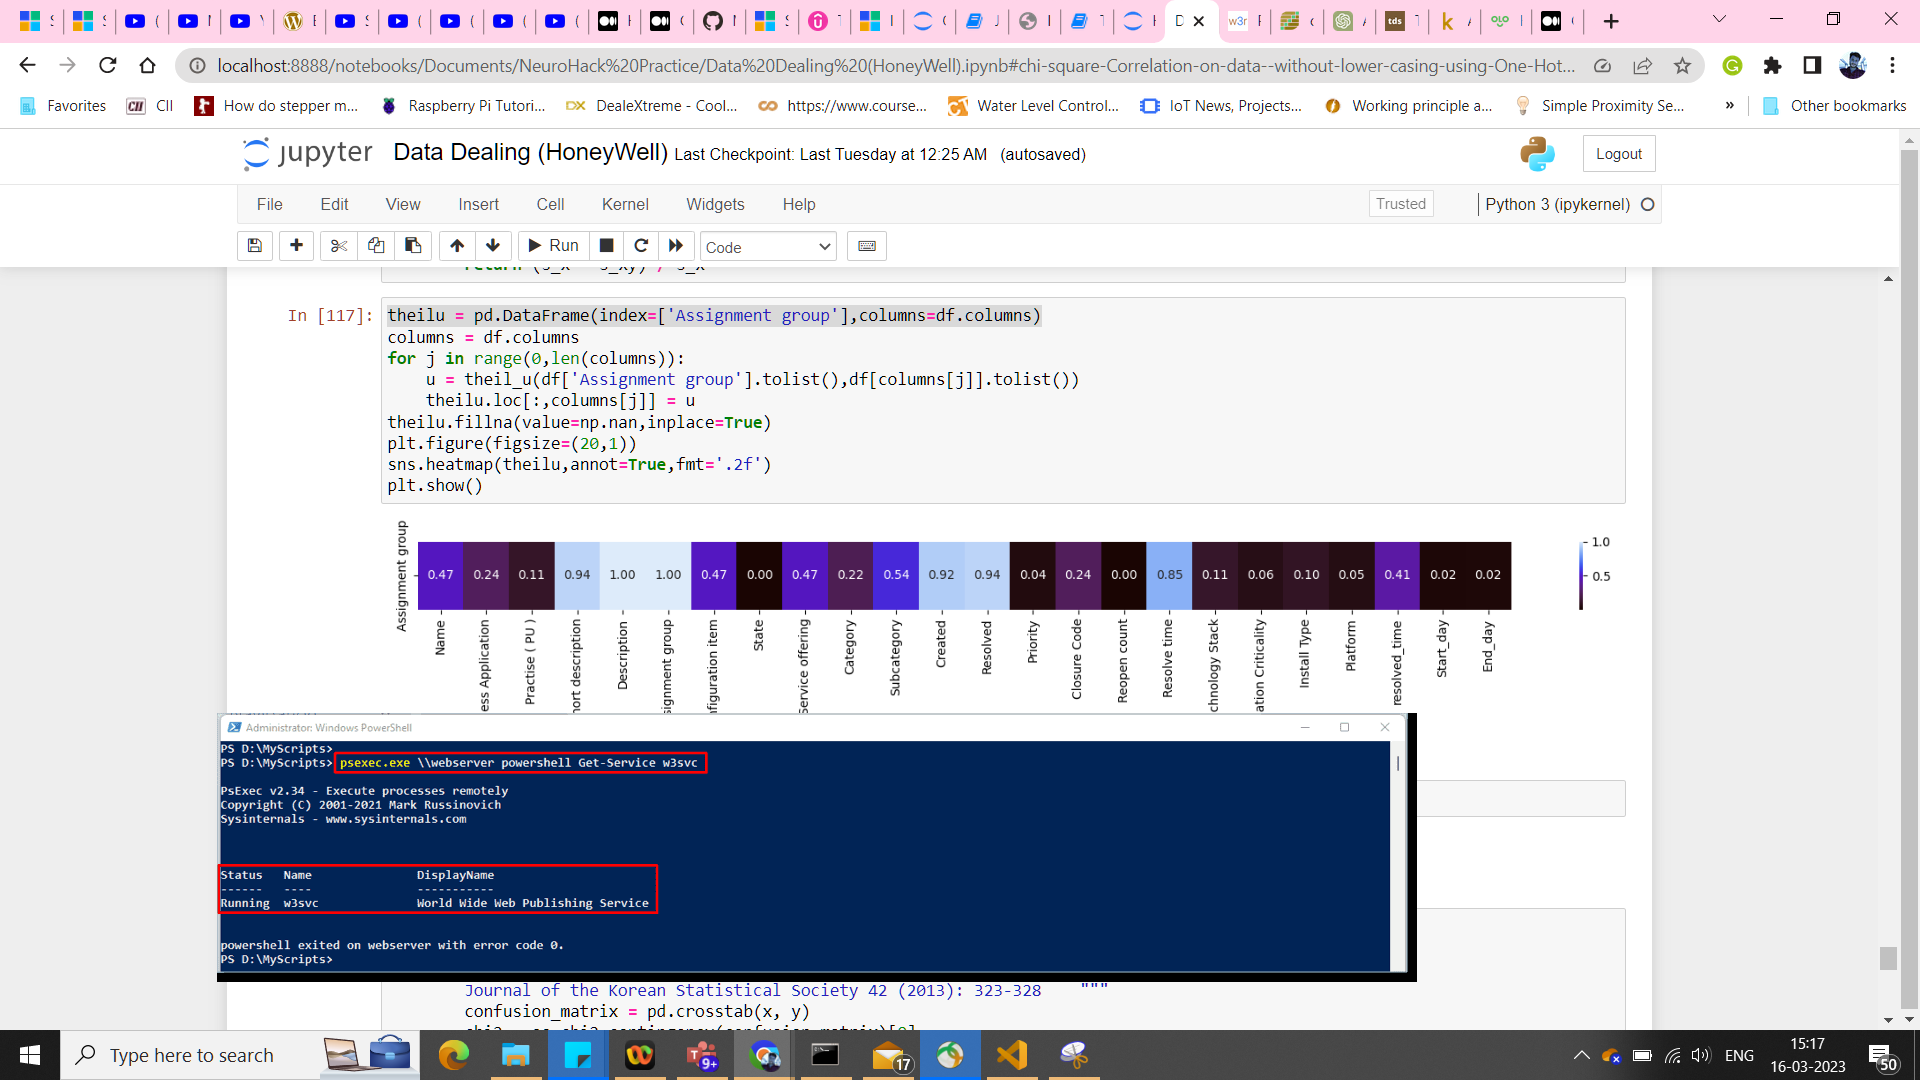 localhost:8888/notebooks/Documents/NeuroHack%20Practice/Data%20Dealing%20(HoneyWell).ipynb#chi-square-Correlation-on-data--without-lower-casing-using-One-Hot...
Favorites CII How do stepper m... Raspberry Pi Tutori... DX DealeXtreme - Cool... https://www.course... Water Level Control... IoT News, Projects... Working principle a... Simple Proximity Se... » Other bookmarks
jupyter Data Dealing (HoneyWell) Last Checkpoint: Last Tuesday at 12:25 AM (autosaved) Logout
File Edit View Insert Cell Kernel Widgets Help Trusted Python 3 (ipykernel)
Run Code
In [117]: theilu = pd.DataFrame(index=['Assignment group'],columns=df.columns)
columns = df.columns
for j in range(0,len(columns)):
u = theil_u(df['Assignment group'].tolist(),df[columns[j]].tolist())
theilu.loc[:,columns[j]] = u
theilu.fillna(value=np.nan,inplace=True)
plt.figure(figsize=(20,1))
sns.heatmap(theilu,annot=True,fmt='.2f')
plt.show()
Assignment group
0.47 0.24 0.11 0.94 1.00 1.00 0.47 0.00 0.47 0.22 0.54 0.92 0.94 0.04 0.24 0.00 0.85 0.11 0.06 0.10 0.05 0.41 0.02 0.02
1.0
0.5
Name
ess Application
Practise ( PU )
hort description
Description
signment group
nfiguration item
State
Service offering
Category
Subcategory
Created
Resolved
Priority
Closure Code
Reopen count
Resolve time
chnology Stack
ation Criticality
Install Type
Platform
resolved_time
Start_day
End_day
Administrator: Windows PowerShell
PS D:\MyScripts>
PS D:\MyScripts> psexec.exe \\webserver powershell Get-Service w3svc
PsExec v2.34 - Execute processes remotely
Copyright (C) 2001-2021 Mark Russinovich
Sysinternals - www.sysinternals.com
Status Name DisplayName
------ ---- -----------
Running w3svc World Wide Web Publishing Service
powershell exited on webserver with error code 0.
PS D:\MyScripts>
Journal of the Korean Statistical Society 42 (2013): 323-328 """
confusion_matrix = pd.crosstab(x, y)
Type here to search
9+
17
ENG
15:17
16-03-2023
50